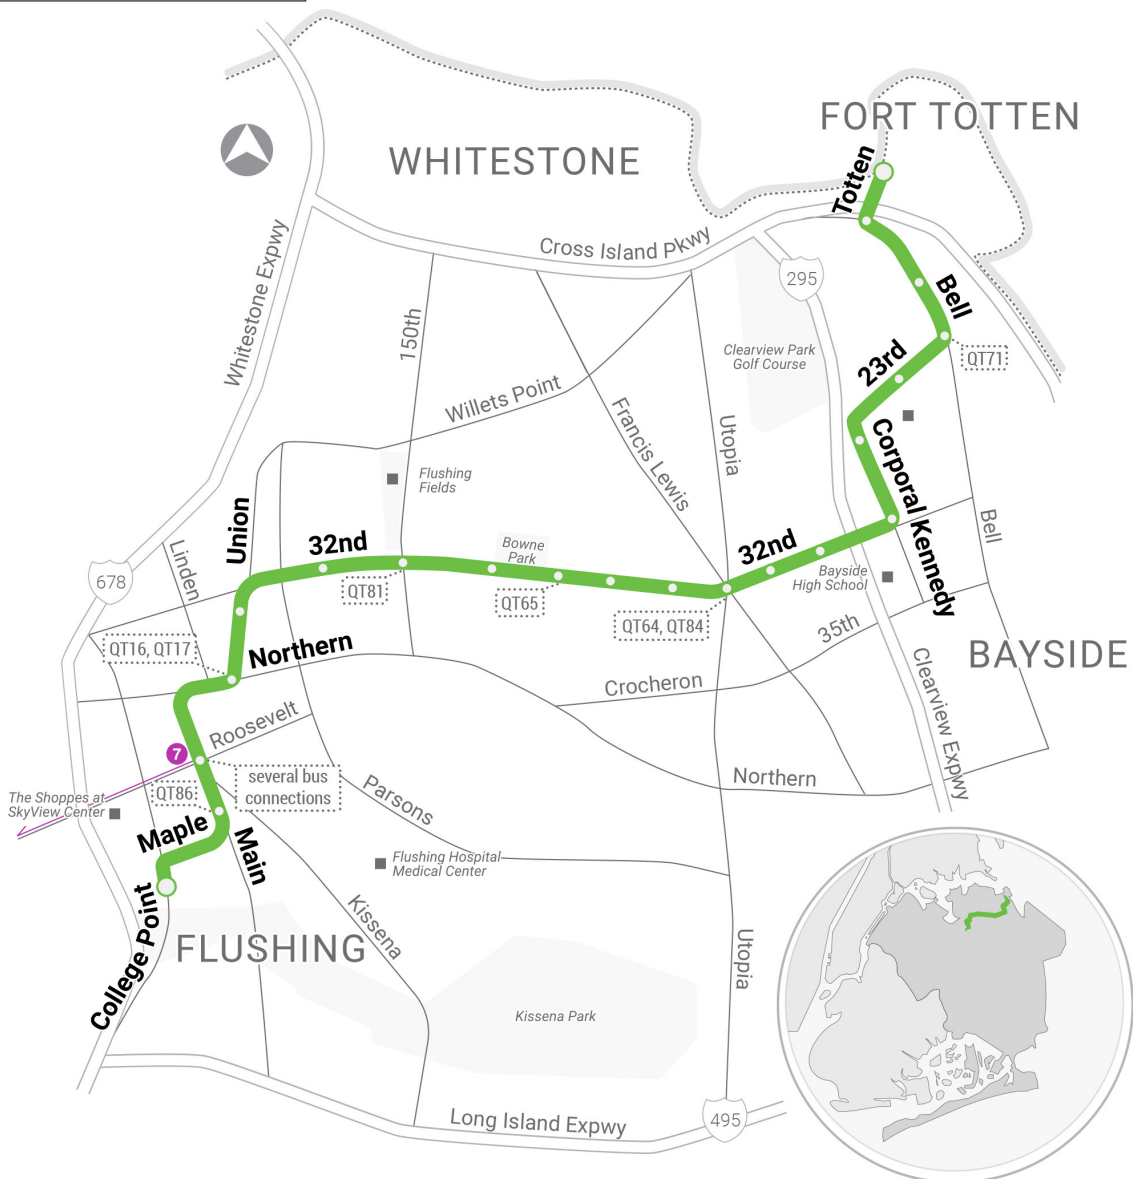 FORT TOTTEN
WHITESTONE
Totten
Cross Island Pkwy
Whitestone Expwy
295
Bell
150th
Clearview Park
Golf Course
23rd
QT71
Willets Point
Francis Lewis
Utopia
Corporal Kennedy
Flushing
Fields
Union
32nd
Bowne
Park
32nd
Bell
Linden
678
QT81
QT65
Bayside
High School
QT64, QT84
35th
QT16, QT17
Northern
BAYSIDE
Crocheron
Clearview Expwy
Roosevelt
7
several bus
connections
Northern
QT86
The Shoppes at
SkyView Center
Parsons
Maple
Main
Flushing Hospital
Medical Center
College Point
Kissena
FLUSHING
Utopia
Kissena Park
Long Island Expwy
495